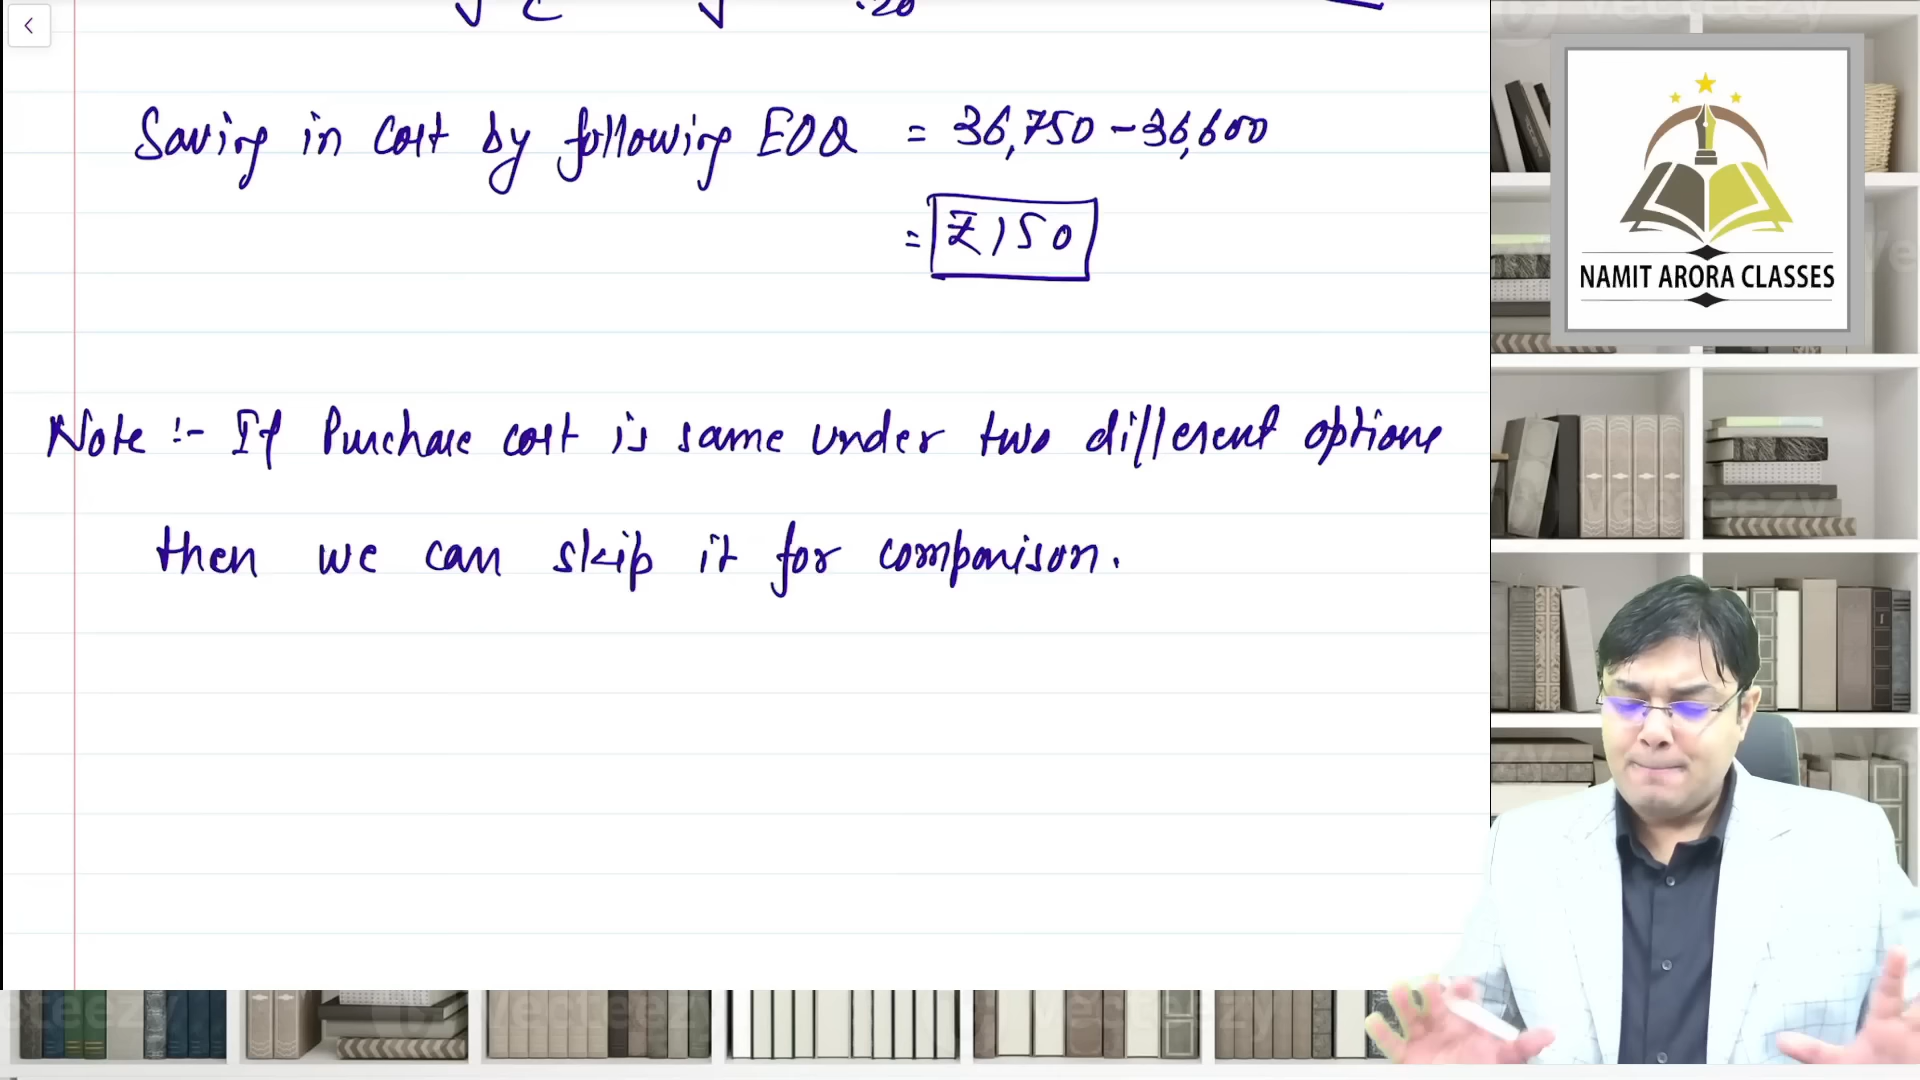 .20
Saving in cost by following EOQ = 36,750 - 36,600
= ₹150
Note :- If Purchase cost is same under two different options
then we can skip it for comparison.
NAMIT ARORA CLASSES